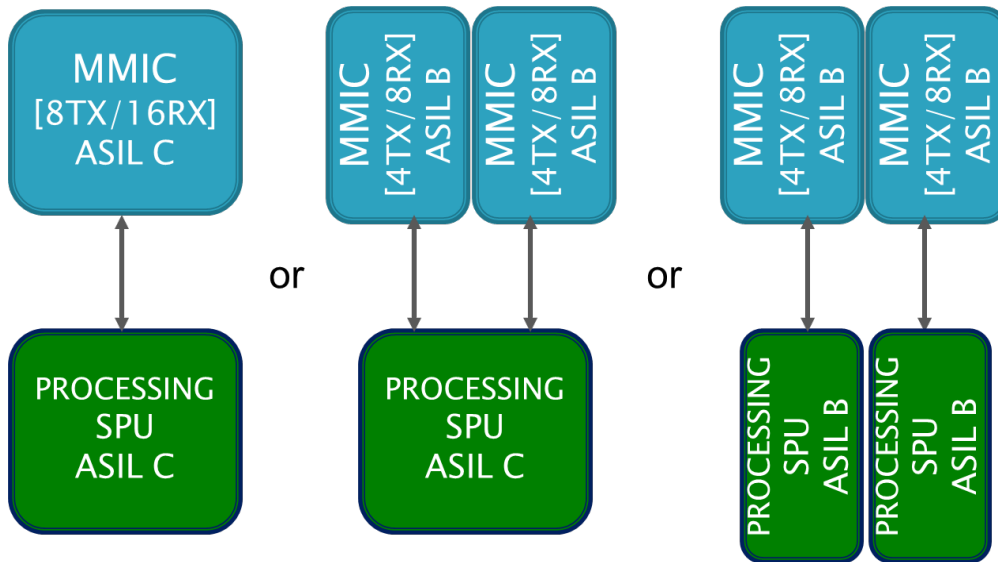 MMIC
[8TX/16RX]
ASIL C
MMIC
[4TX/8RX]
ASIL B
MMIC
[4TX/8RX]
ASIL B
MMIC
[4TX/8RX]
ASIL B
MMIC
[4TX/8RX]
ASIL B
or
or
PROCESSING
SPU
ASIL C
PROCESSING
SPU
ASIL C
PROCESSING
SPU
ASIL B
PROCESSING
SPU
ASIL B